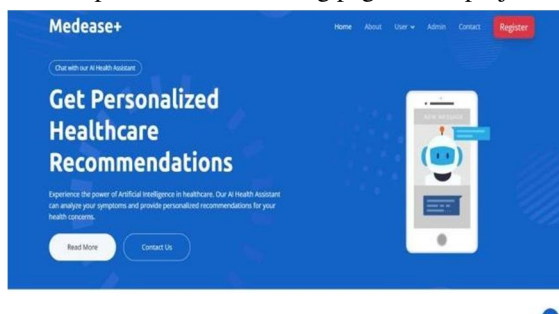 Medease+
Home About User Admin Contact Register
Chat with our AI Health Assistant
Get Personalized
Healthcare
Recommendations
Experience the power of Artificial Intelligence in healthcare. Our AI Health Assistant
can analyze your symptoms and provide personalized recommendations for your
health concerns.
Read More Contact Us
NEW MESSAGE